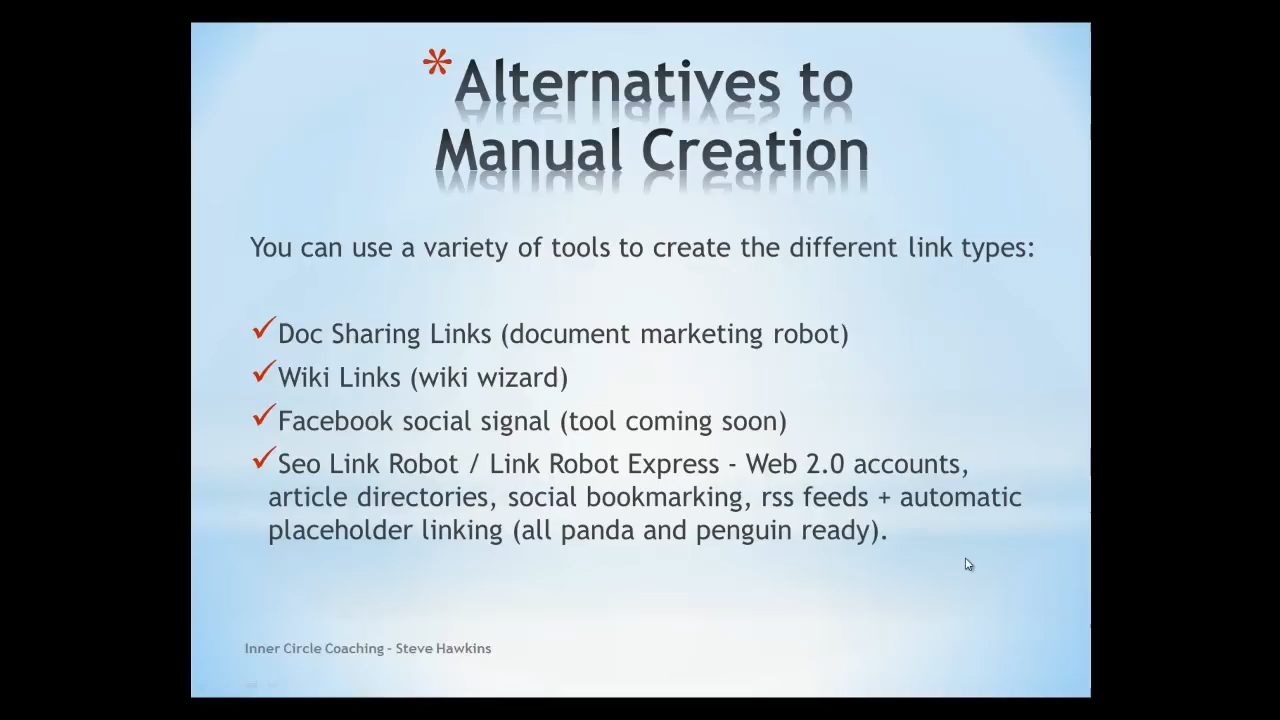 *Alternatives to
Manual Creation
You can use a variety of tools to create the different link types:
✓Doc Sharing Links (document marketing robot)
✓Wiki Links (wiki wizard)
✓Facebook social signal (tool coming soon)
✓Seo Link Robot / Link Robot Express - Web 2.0 accounts,
article directories, social bookmarking, rss feeds + automatic
placeholder linking (all panda and penguin ready).
Inner Circle Coaching - Steve Hawkins